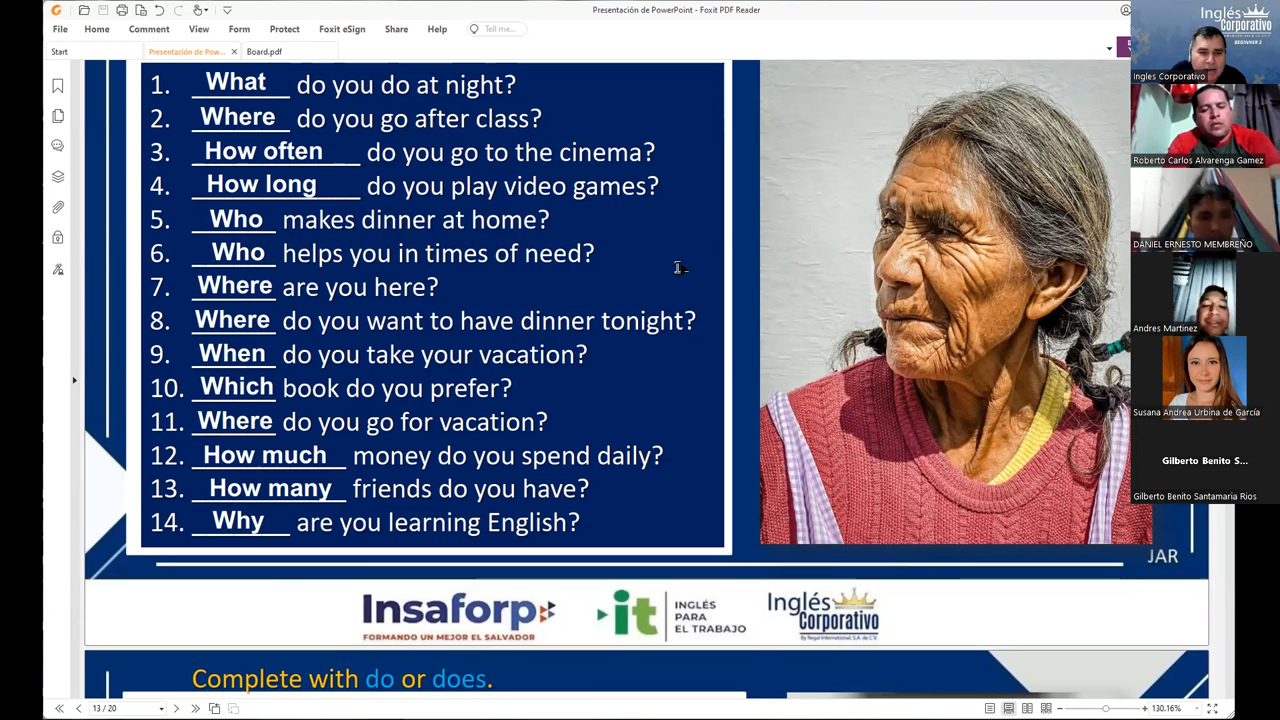 Presentación de PowerPoint - Foxit PDF Reader
File Home Comment View Form Protect Foxit eSign Share Help Tell me...
Start Presentación de Pow... Board.pdf
1. What do you do at night?
2. Where do you go after class?
3. How often do you go to the cinema?
4. How long do you play video games?
5. Who makes dinner at home?
6. Who helps you in times of need?
7. Where are you here?
8. Where do you want to have dinner tonight?
9. When do you take your vacation?
10. Which book do you prefer?
11. Where do you go for vacation?
12. How much money do you spend daily?
13. How many friends do you have?
14. Why are you learning English?
JAR
Insaforp
FORMANDO UN MEJOR EL SALVADOR
it INGLÉS PARA EL TRABAJO
Inglés Corporativo
By Regal International, S.A. de C.V.
Complete with do or does.
13 / 20
130.16%
Inglés Corporativo
BEGINNER 2
Ingles Corporativo
Roberto Carlos Alvarenga Gamez
DANIEL ERNESTO MEMBREÑO
Andres Martinez
Susana Andrea Urbina de García
Gilberto Benito S...
Gilberto Benito Santamaria Rios